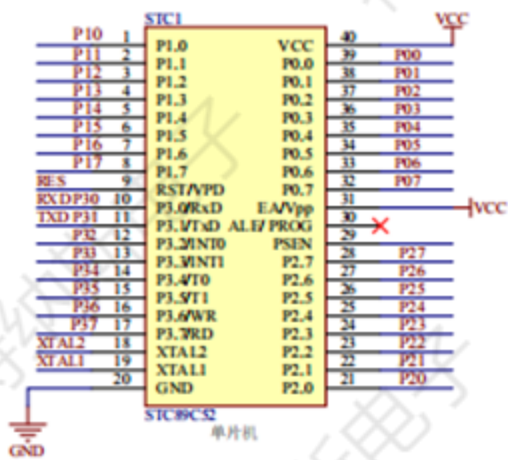 STC1
VCC
P10 1 P1.0 VCC 40
P11 2 P1.1 P0.0 39 P00
P12 3 P1.2 P0.1 38 P01
P13 4 P1.3 P0.2 37 P02
P14 5 P1.4 P0.3 36 P03
P15 6 P1.5 P0.4 35 P04
P16 7 P1.6 P0.5 34 P05
P17 8 P1.7 P0.6 33 P06
RES 9 RST/VPD P0.7 32 P07
RXD P30 10 P3.0/RxD EA/Vpp 31 VCC
TXD P31 11 P3.1/TxD ALE/PROG 30
P32 12 P3.2/INT0 PSEN 29
P33 13 P3.3/INT1 P2.7 28 P27
P34 14 P3.4/T0 P2.6 27 P26
P35 15 P3.5/T1 P2.5 26 P25
P36 16 P3.6/WR P2.4 25 P24
P37 17 P3.7/RD P2.3 24 P23
XTAL2 18 XTAL2 P2.2 23 P22
XTAL1 19 XTAL1 P2.1 22 P21
20 GND P2.0 21 P20
STC89C52
单片机
GND
电子